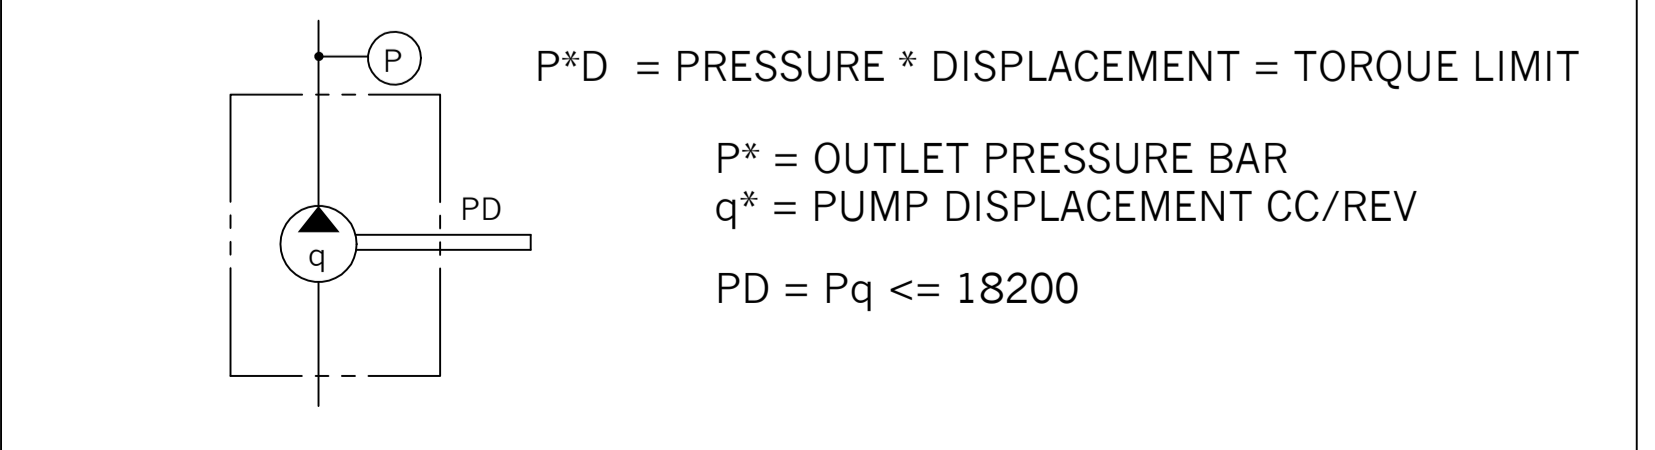 P
P*D = PRESSURE * DISPLACEMENT = TORQUE LIMIT
P* = OUTLET PRESSURE BAR
q* = PUMP DISPLACEMENT CC/REV
PD
q
PD = Pq <= 18200